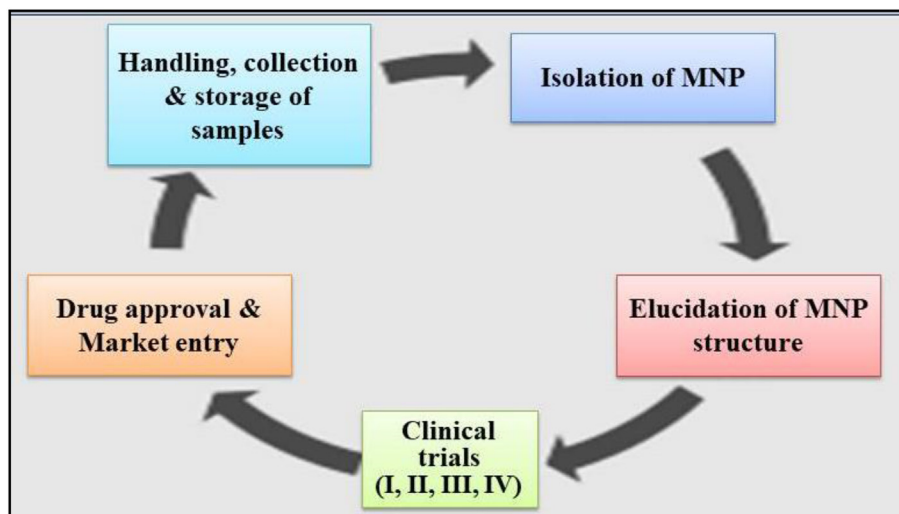 Handling, collection
& storage of
samples
Isolation of MNP
Elucidation of MNP
structure
Clinical
trials
(I, II, III, IV)
Drug approval &
Market entry